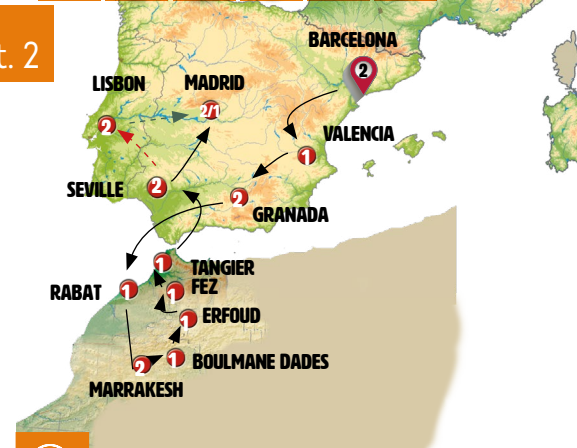 t. 2
BARCELONA
2
LISBON
MADRID
2/1
2
VALENCIA
1
SEVILLE
2
2
GRANADA
1
TANGIER
RABAT
1
1
FEZ
1
ERFOUD
1
BOULMANE DADES
2
MARRAKESH